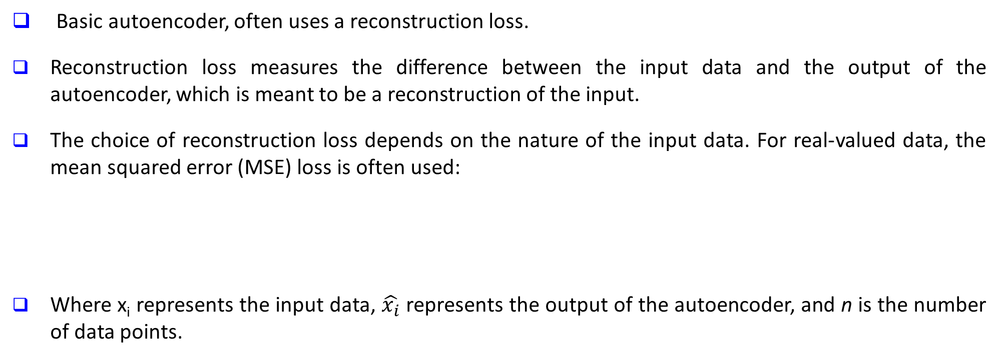 ❑ Basic autoencoder, often uses a reconstruction loss.
❑ Reconstruction loss measures the difference between the input data and the output of the
autoencoder, which is meant to be a reconstruction of the input.
❑ The choice of reconstruction loss depends on the nature of the input data. For real-valued data, the
mean squared error (MSE) loss is often used:
❑ Where xᵢ represents the input data, x̂ᵢ represents the output of the autoencoder, and n is the number
of data points.